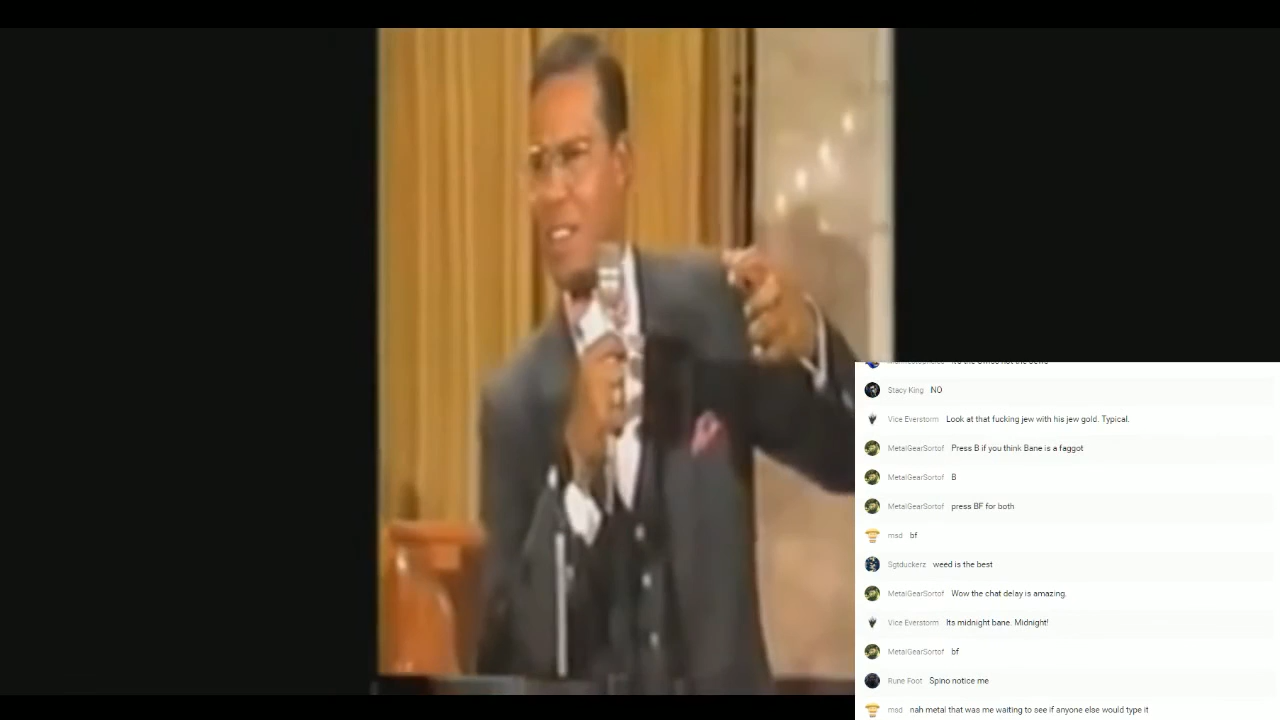 Stacy King NO
Vice Everstorm Look at that fucking jew with his jew gold. Typical.
MetalGearSortof Press B if you think Bane is a faggot
MetalGearSortof B
MetalGearSortof press BF for both
msd bf
Sgtduckerz weed is the best
MetalGearSortof Wow the chat delay is amazing.
Vice Everstorm Its midnight bane. Midnight!
MetalGearSortof bf
Rune Foot Spino notice me
msd nah metal that was me waiting to see if anyone else would type it